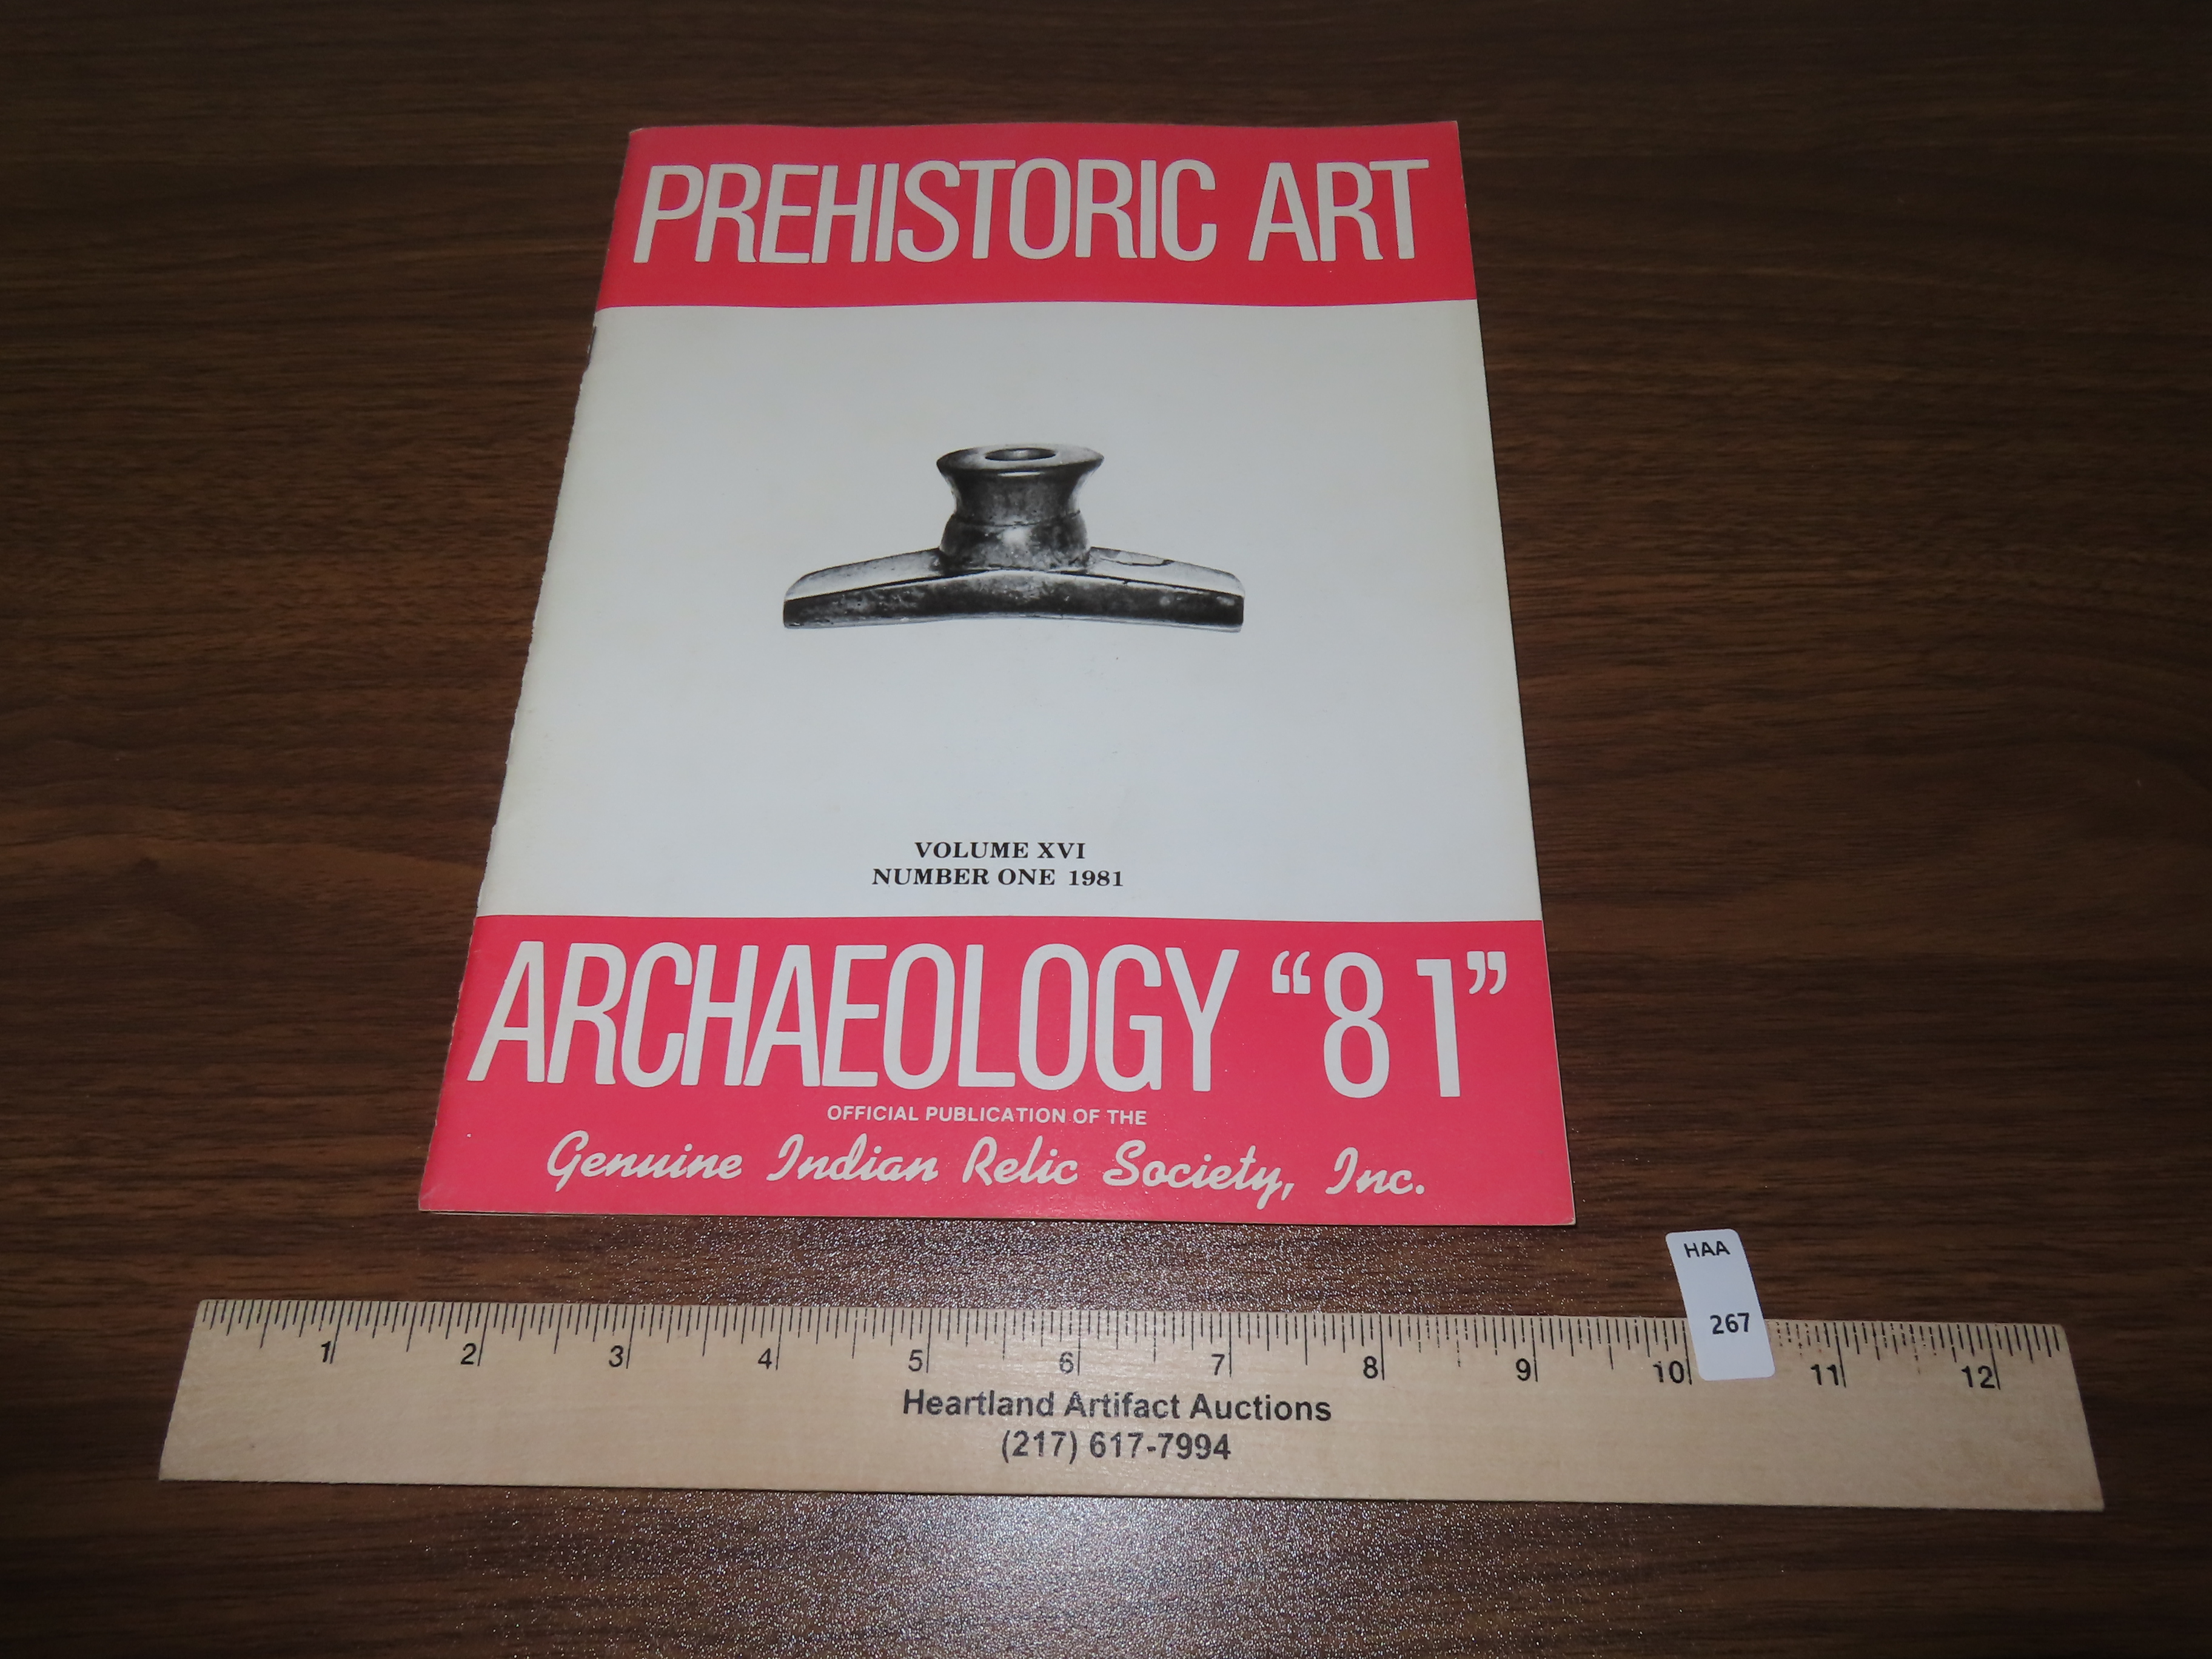 PREHISTORIC ART
VOLUME XVI
NUMBER ONE 1981
ARCHAEOLOGY “81”
OFFICIAL PUBLICATION OF THE
Genuine Indian Relic Society, Inc.
HAA
267
1 2 3 4 5 6 7 8 9 10 11 12
Heartland Artifact Auctions
(217) 617-7994